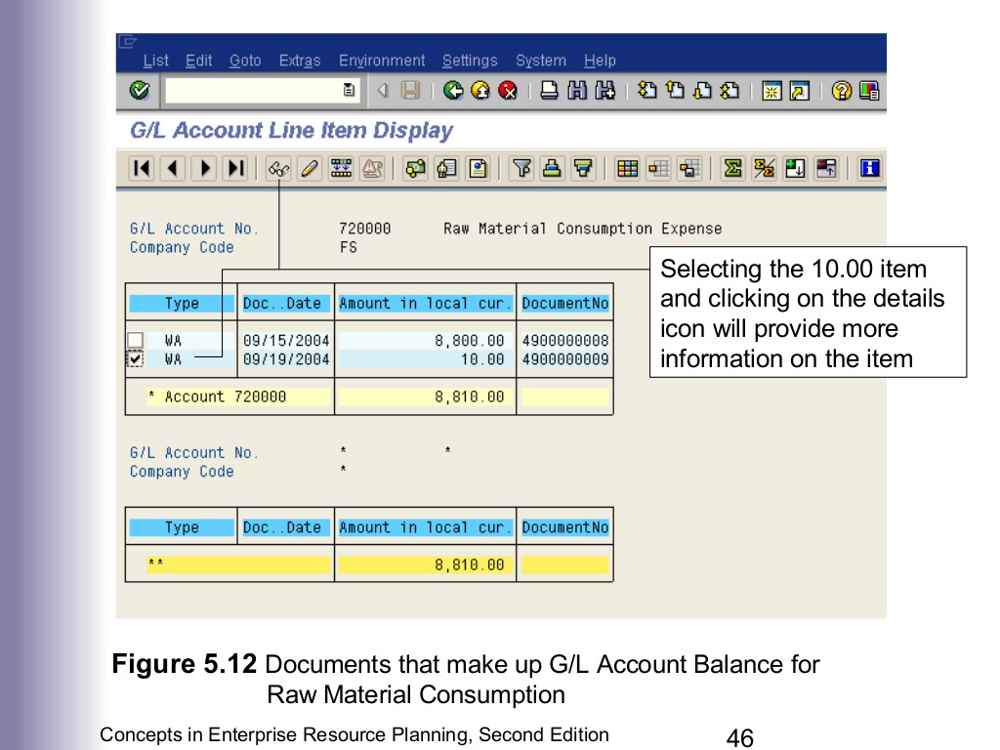 List Edit Goto Extras Environment Settings System Help
G/L Account Line Item Display
G/L Account No. 720000 Raw Material Consumption Expense
Company Code FS
Selecting the 10.00 item
and clicking on the details
icon will provide more
information on the item
Type Doc..Date Amount in local cur. DocumentNo
WA 09/15/2004 8,800.00 4900000008
WA 09/19/2004 10.00 4900000009
* Account 720000 8,810.00
G/L Account No. * *
Company Code *
Type Doc..Date Amount in local cur. DocumentNo
** 8,810.00
Figure 5.12 Documents that make up G/L Account Balance for
Raw Material Consumption
Concepts in Enterprise Resource Planning, Second Edition 46